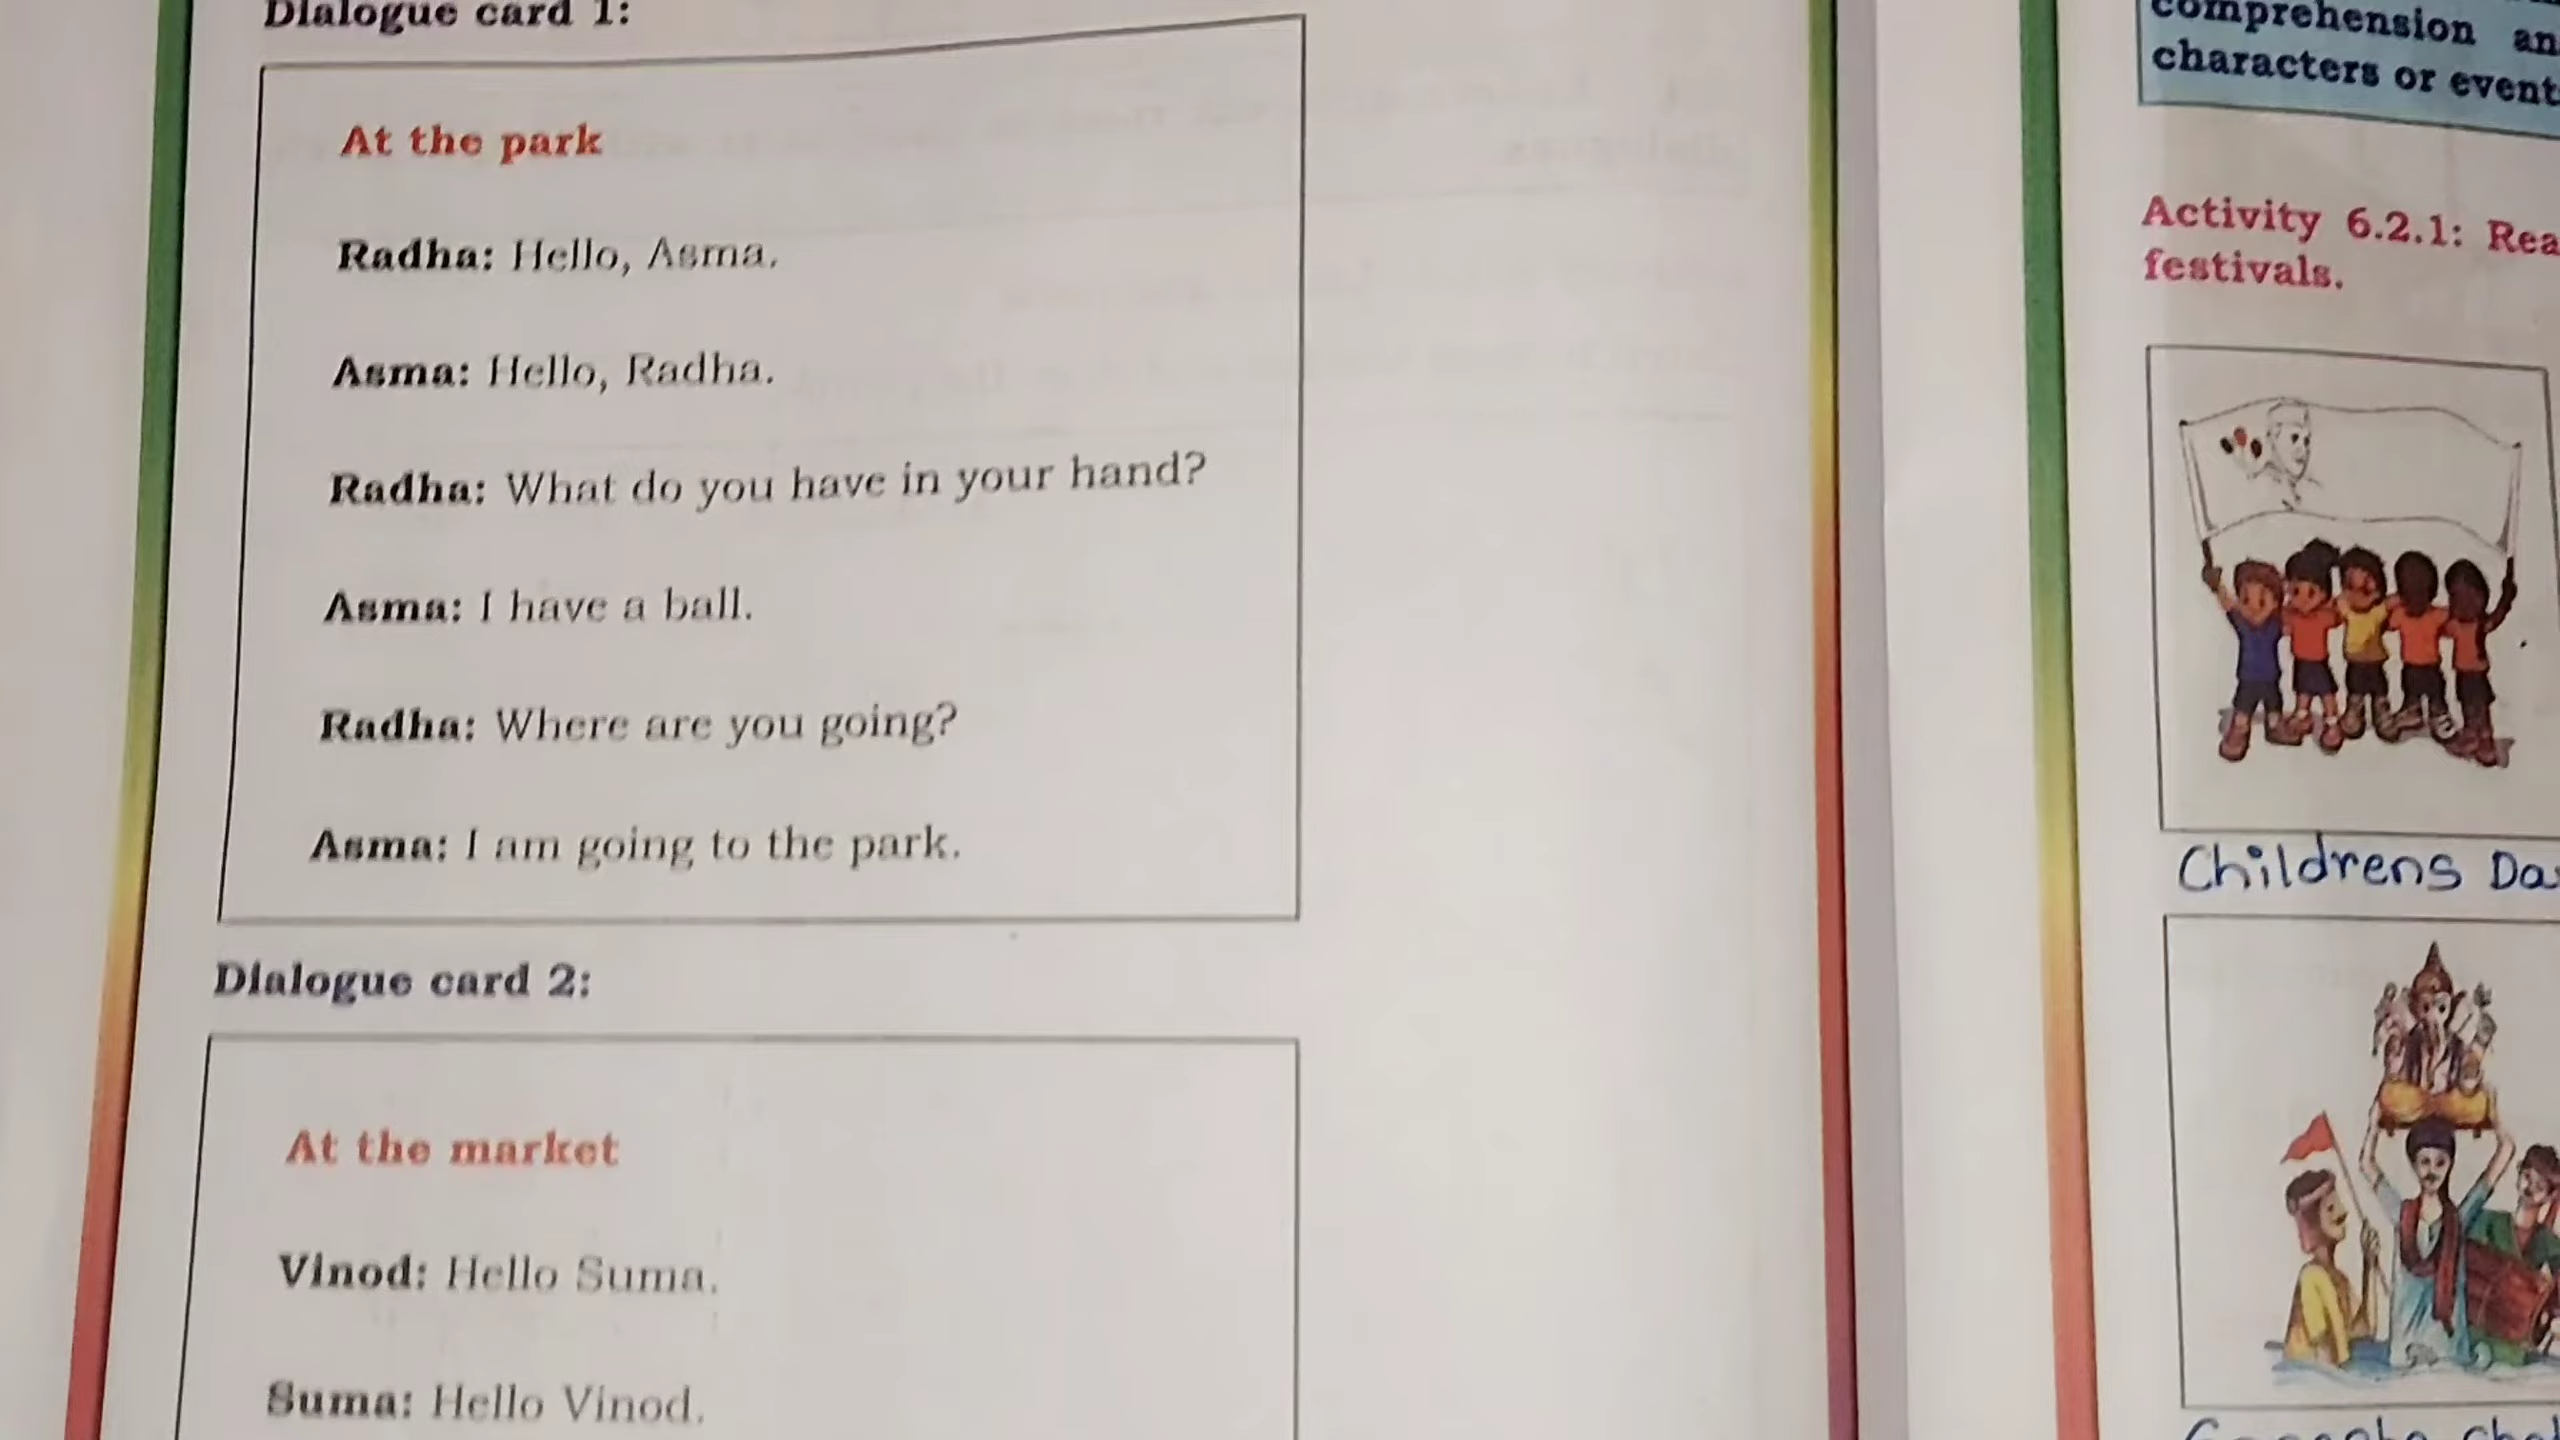 Dialogue card 1:
At the park
Radha: Hello, Asma.
Asma: Hello, Radha.
Radha: What do you have in your hand?
Asma: I have a ball.
Radha: Where are you going?
Asma: I am going to the park.
Dialogue card 2:
At the market
Vinod: Hello Suma.
Suma: Hello Vinod.
comprehension
characters or
Activity 6.2.1:
festivals.
Childrens